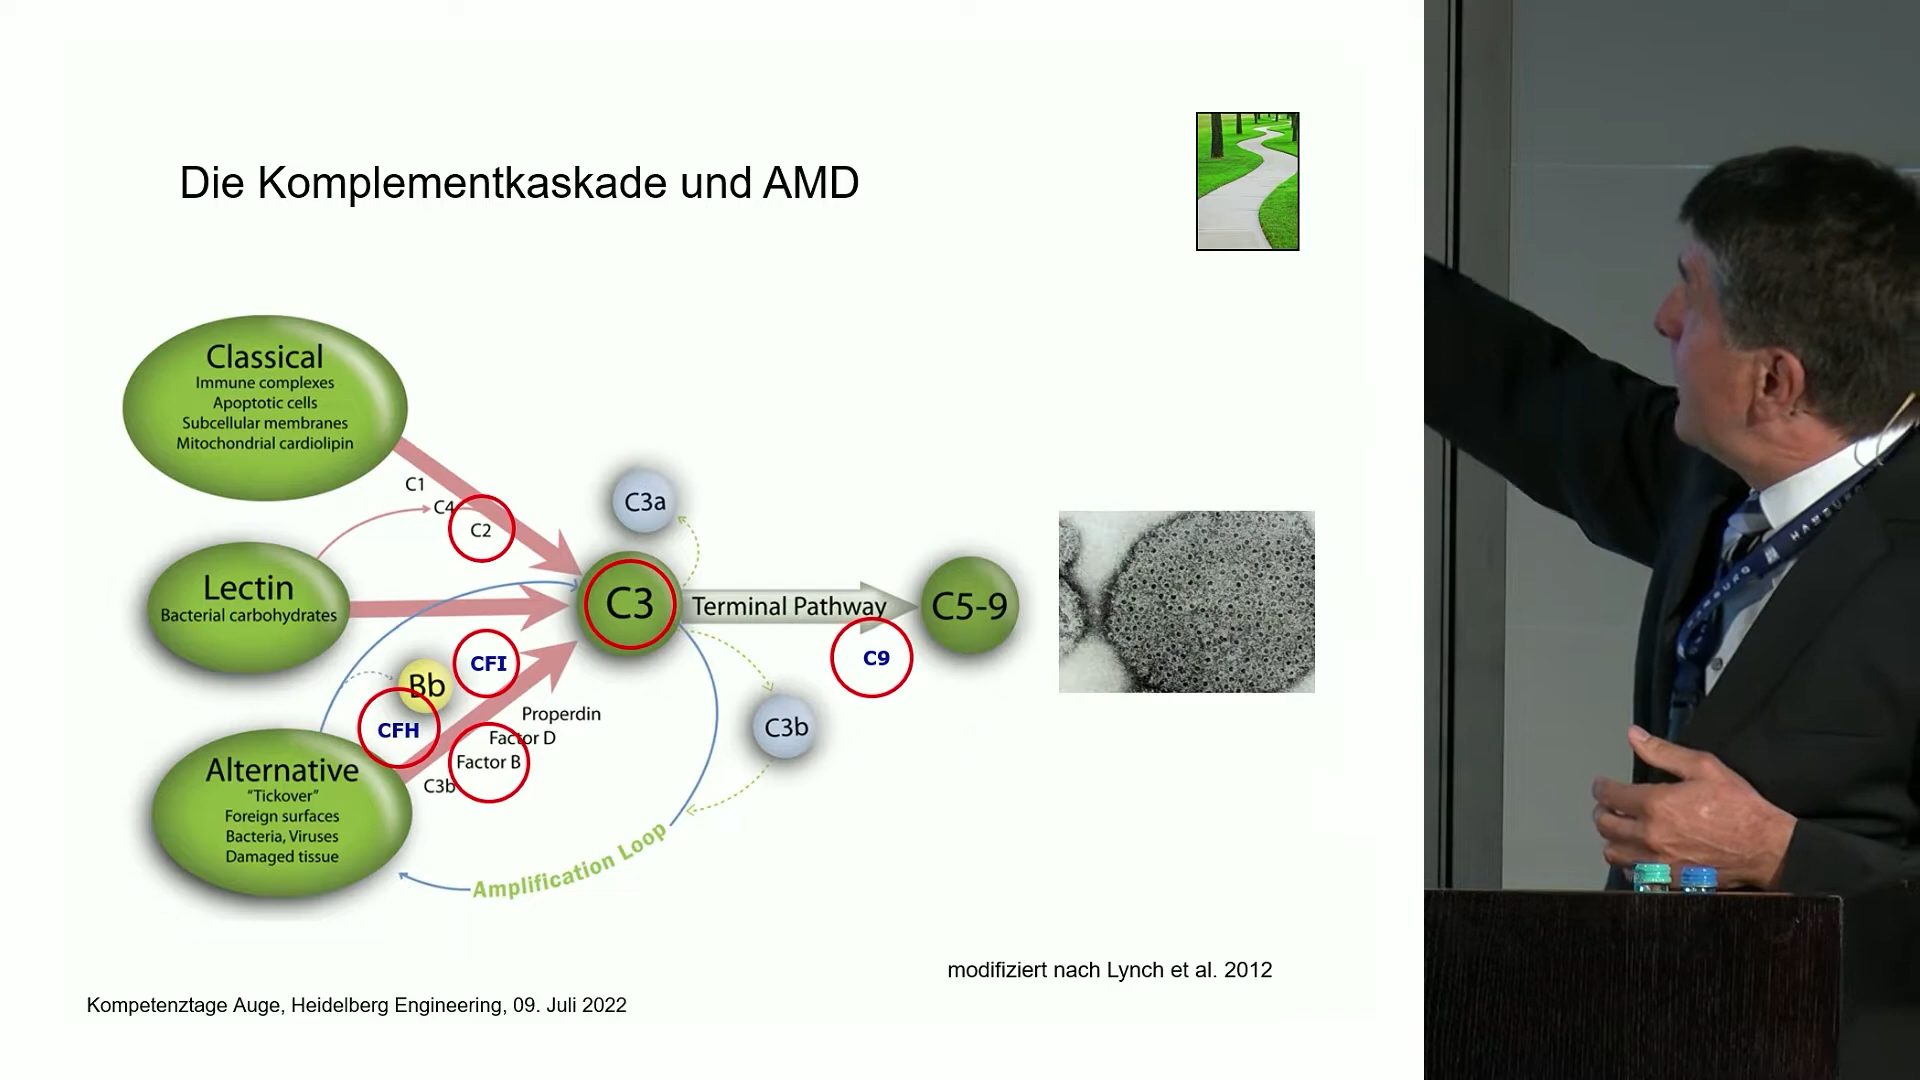 Die Komplementkaskade und AMD
Classical
Immune complexes
Apoptotic cells
Subcellular membranes
Mitochondrial cardiolipin
C1
C4
C2
C3a
Lectin
Bacterial carbohydrates
C3
Terminal Pathway
C5-9
CFI
C9
Bb
CFH
Properdin
Factor D
Factor B
C3b
C3b
Alternative
"Tickover"
Foreign surfaces
Bacteria, Viruses
Damaged tissue
Amplification Loop
modifiziert nach Lynch et al. 2012
Kompetenztage Auge, Heidelberg Engineering, 09. Juli 2022
HAMBURG
HAMBURG